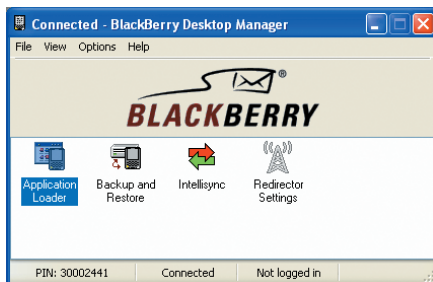 Connected - BlackBerry Desktop Manager
File View Options Help
®
BLACKBERRY
Application Loader
Backup and Restore
Intellisync
Redirector Settings
PIN: 30002441 Connected Not logged in